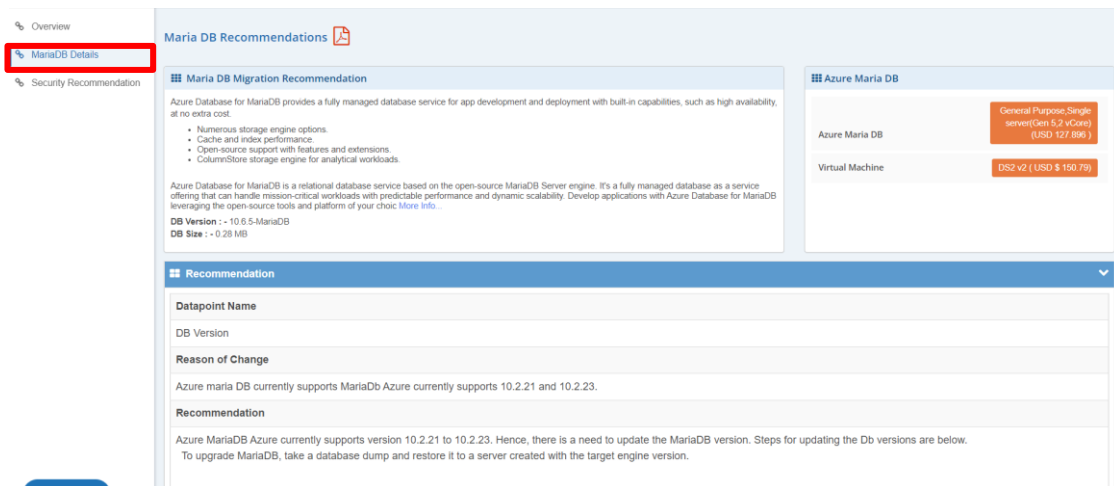 Overview
MariaDB Details
Security Recommendation
Maria DB Recommendations
Maria DB Migration Recommendation
Azure Database for MariaDB provides a fully managed database service for app development and deployment with built-in capabilities, such as high availability,
at no extra cost.
• Numerous storage engine options.
• Cache and index performance.
• Open-source support with features and extensions.
• ColumnStore storage engine for analytical workloads.
Azure Database for MariaDB is a relational database service based on the open-source MariaDB Server engine. It's a fully managed database as a service
offering that can handle mission-critical workloads with predictable performance and dynamic scalability. Develop applications with Azure Database for MariaDB
leveraging the open-source tools and platform of your choic More Info...
DB Version : - 10.6.5-MariaDB
DB Size : - 0.28 MB
Azure Maria DB
Azure Maria DB
General Purpose,Single
server(Gen 5,2 vCore)
(USD 127.896 )
Virtual Machine
DS2 v2 ( USD $ 150.79)
Recommendation
Datapoint Name
DB Version
Reason of Change
Azure maria DB currently supports MariaDb Azure currently supports 10.2.21 and 10.2.23.
Recommendation
Azure MariaDB Azure currently supports version 10.2.21 to 10.2.23. Hence, there is a need to update the MariaDB version. Steps for updating the Db versions are below.
To upgrade MariaDB, take a database dump and restore it to a server created with the target engine version.